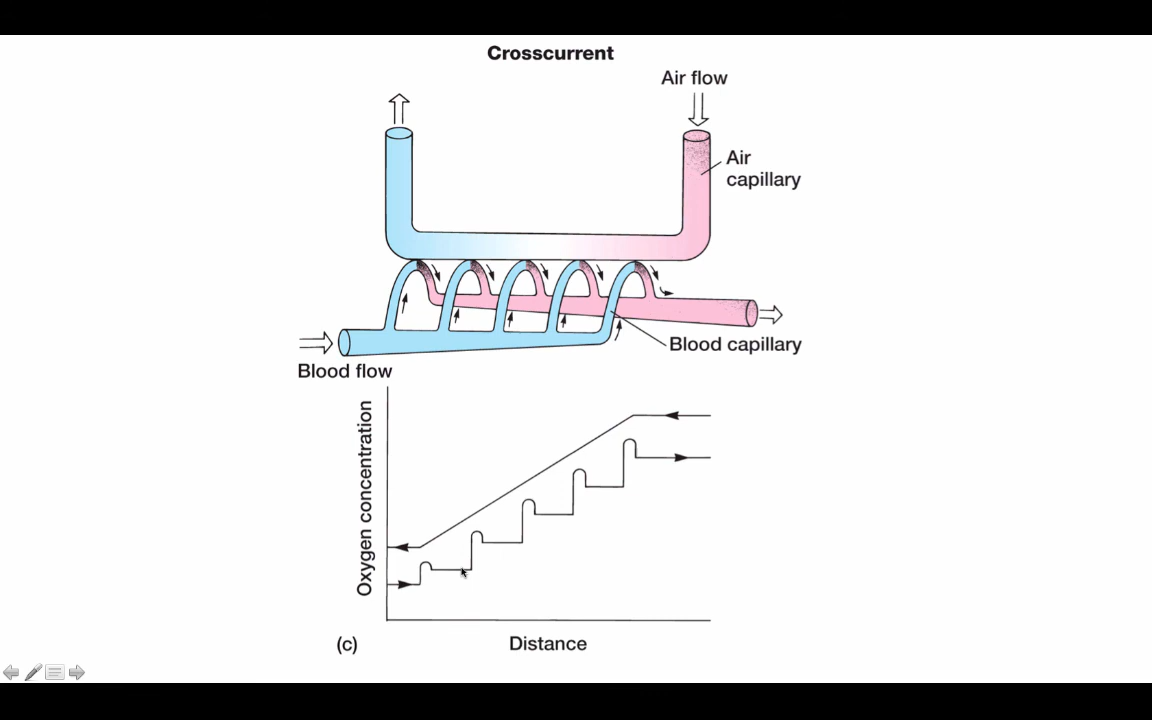 Crosscurrent
Air flow
Air
capillary
Blood capillary
Blood flow
Oxygen concentration
(c)
Distance